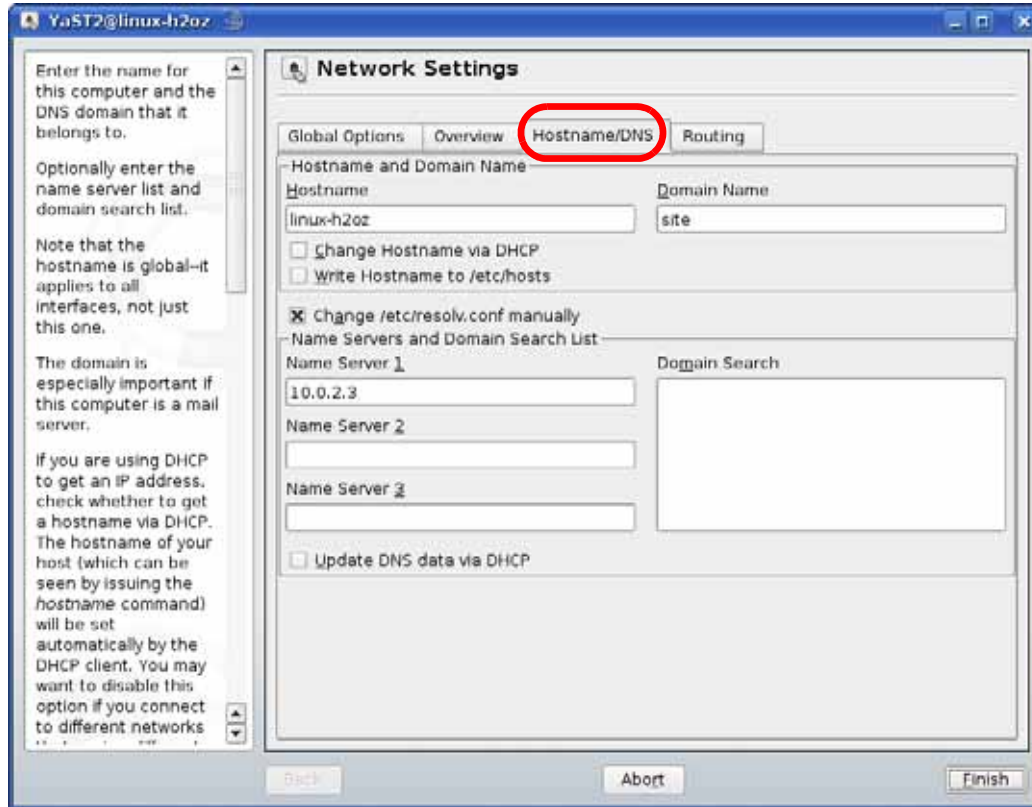 YaST2@linux-h2oz
Enter the name for
this computer and the
DNS domain that it
belongs to.
Optionally enter the
name server list and
domain search list.
Note that the
hostname is global--it
applies to all
interfaces, not just
this one.
The domain is
especially important if
this computer is a mail
server.
If you are using DHCP
to get an IP address,
check whether to get
a hostname via DHCP.
The hostname of your
host (which can be
seen by issuing the
hostname command)
will be set
automatically by the
DHCP client. You may
want to disable this
option if you connect
to different networks
Network Settings
Global Options
Overview
Hostname/DNS
Routing
Hostname and Domain Name
Hostname
Domain Name
linux-h2oz
site
Change Hostname via DHCP
Write Hostname to /etc/hosts
Change /etc/resolv.conf manually
Name Servers and Domain Search List
Name Server 1
Domain Search
10.0.2.3
Name Server 2
Name Server 3
Update DNS data via DHCP
Back
Abort
Finish